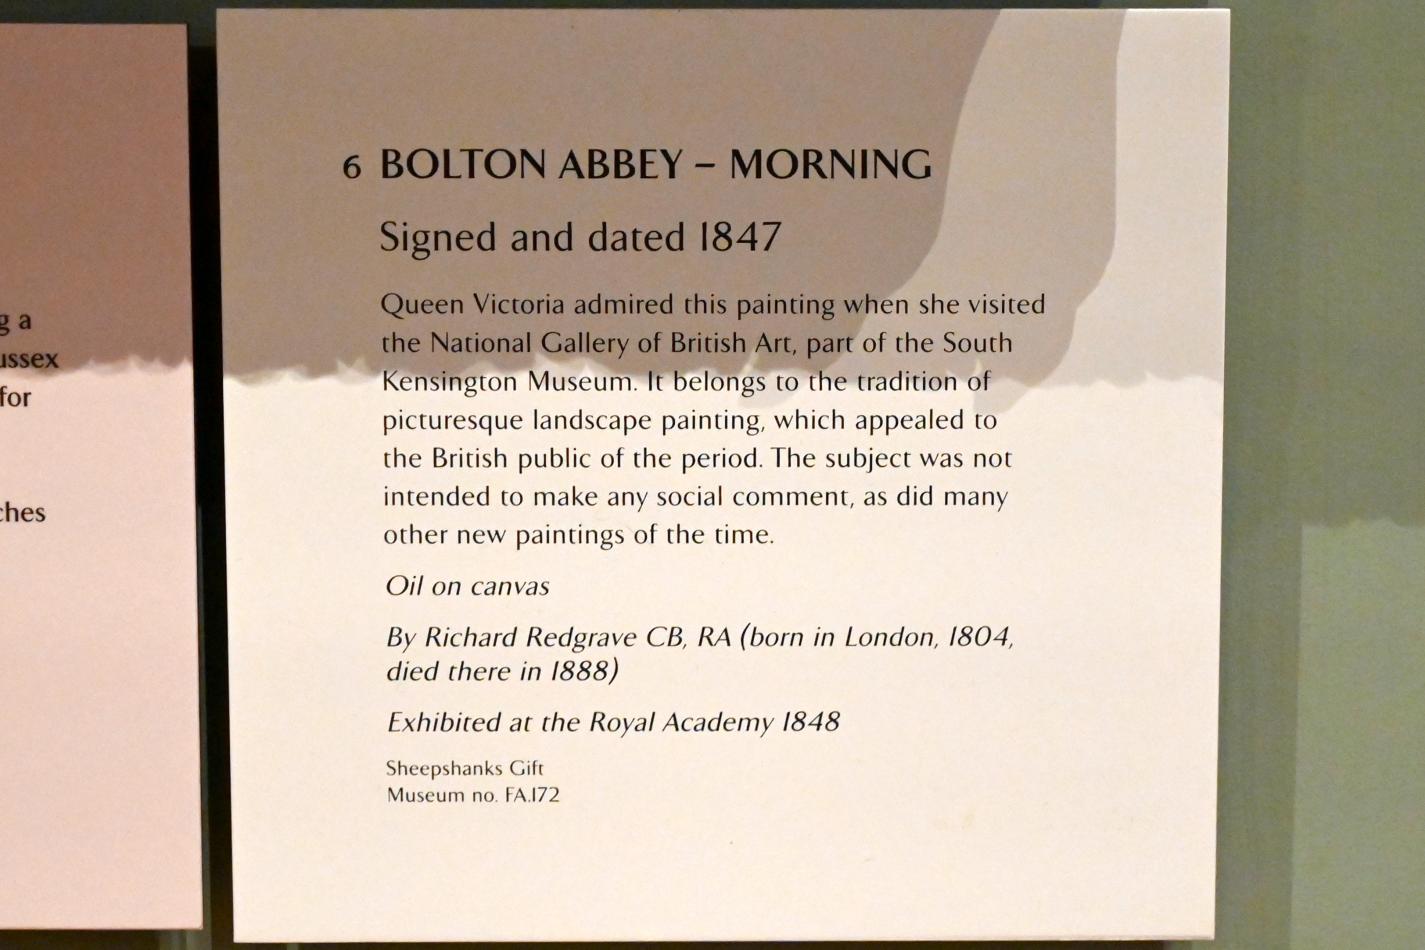 g a
ussex
for
ches
6 BOLTON ABBEY – MORNING
Signed and dated 1847
Queen Victoria admired this painting when she visited
the National Gallery of British Art, part of the South
Kensington Museum. It belongs to the tradition of
picturesque landscape painting, which appealed to
the British public of the period. The subject was not
intended to make any social comment, as did many
other new paintings of the time.
Oil on canvas
By Richard Redgrave CB, RA (born in London, 1804,
died there in 1888)
Exhibited at the Royal Academy 1848
Sheepshanks Gift
Museum no. FA.172